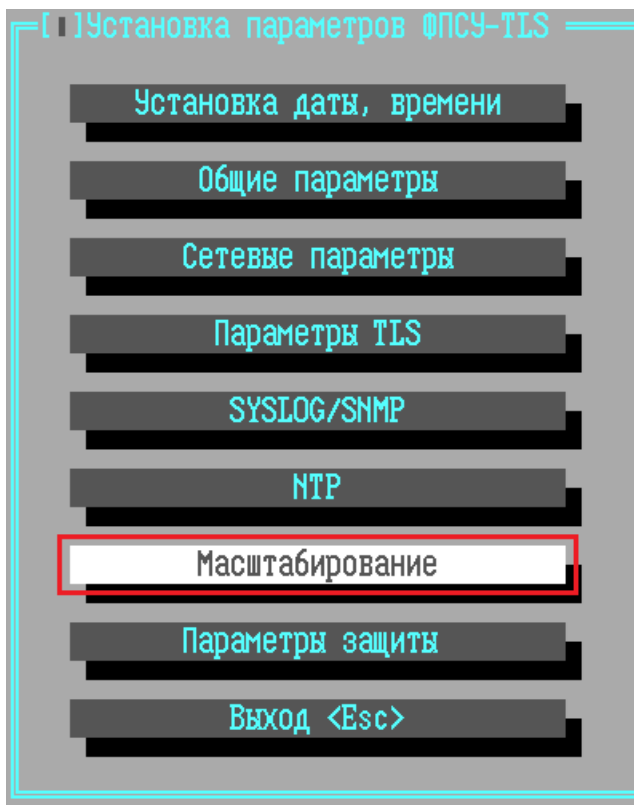 [▮]Установка параметров ФПСУ-TLS
Установка даты, времени
Общие параметры
Сетевые параметры
Параметры TLS
SYSLOG/SNMP
NTP
Масштабирование
Параметры защиты
Выход <Esc>